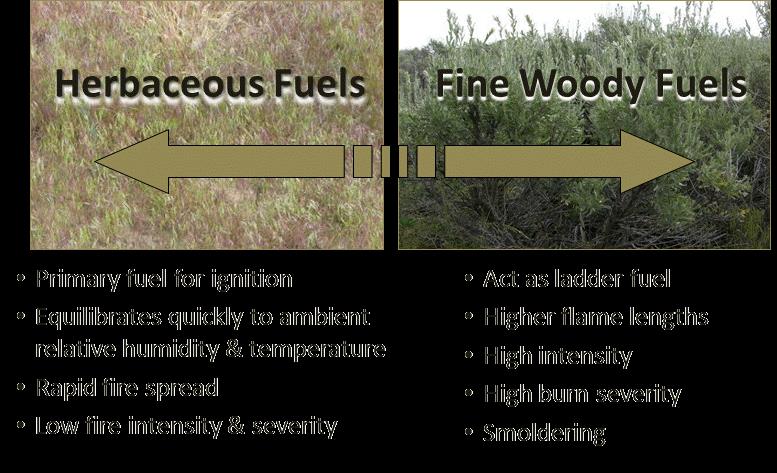 Herbaceous Fuels
Fine Woody Fuels
• Primary fuel for ignition
• Equilibrates quickly to ambient
relative humidity & temperature
• Rapid fire spread
• Low fire intensity & severity
• Act as ladder fuel
• Higher flame lengths
• High intensity
• High burn severity
• Smoldering